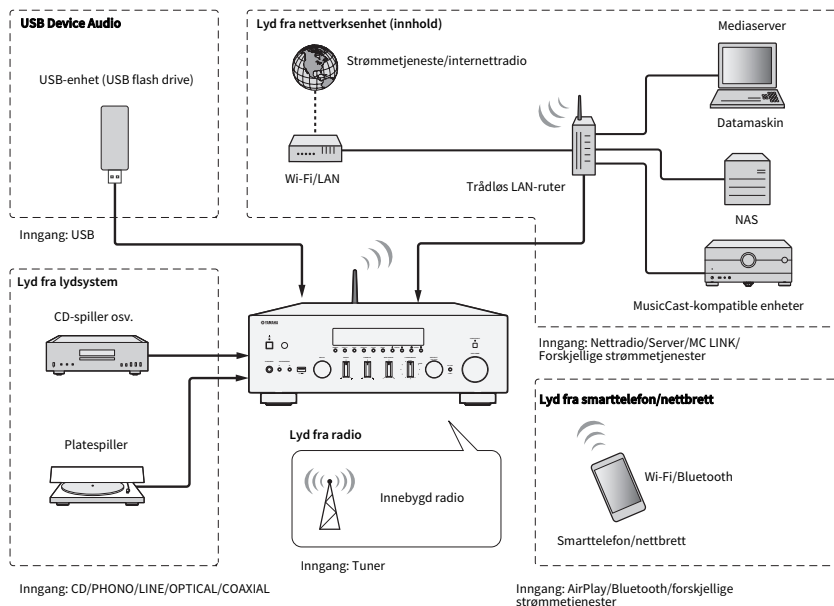 USB Device Audio
USB-enhet (USB flash drive)
Inngang: USB
Lyd fra nettverksenhet (innhold)
Strømmetjeneste/internettradio
Wi-Fi/LAN
Trådløs LAN-ruter
Mediaserver
Datamaskin
NAS
MusicCast-kompatible enheter
Inngang: Nettradio/Server/MC LINK/
Forskjellige strømmetjenester
Lyd fra lydsystem
CD-spiller osv.
Platespiller
Inngang: CD/PHONO/LINE/OPTICAL/COAXIAL
YAMAHA
Lyd fra radio
Innebygd radio
Inngang: Tuner
Lyd fra smarttelefon/nettbrett
Wi-Fi/Bluetooth
Smarttelefon/nettbrett
Inngang: AirPlay/Bluetooth/forskjellige
strømmetjenester